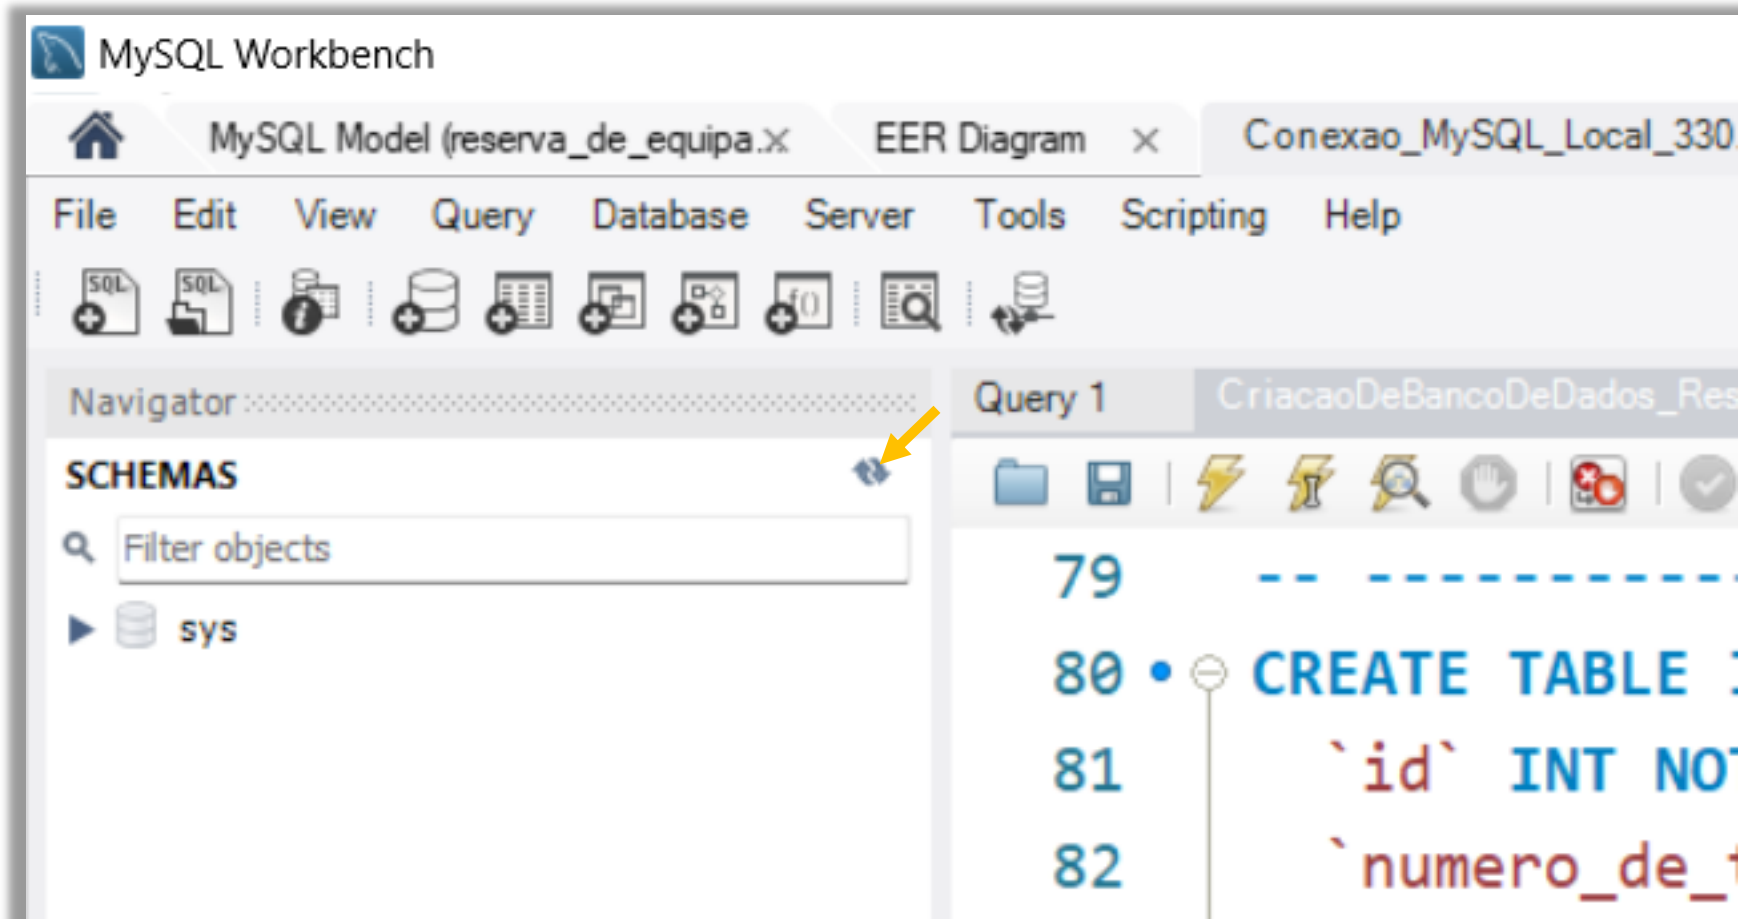 MySQL Workbench
MySQL Model (reserva_de_equipa.× EER Diagram × Conexao_MySQL_Local_330
File Edit View Query Database Server Tools Scripting Help
SQL SQL i f()
Navigator Query 1 CriacaoDeBancoDeDados_Res
SCHEMAS
Filter objects
sys
79 -- -----------
80 CREATE TABLE
81 `id` INT NOT
82 `numero_de_